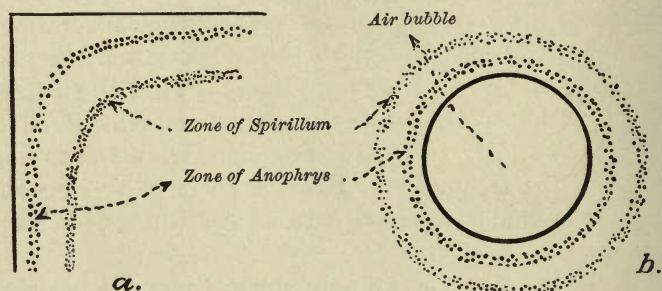 Air bubble
Zone of Spirillum
Zone of Anophrys
a.
b.